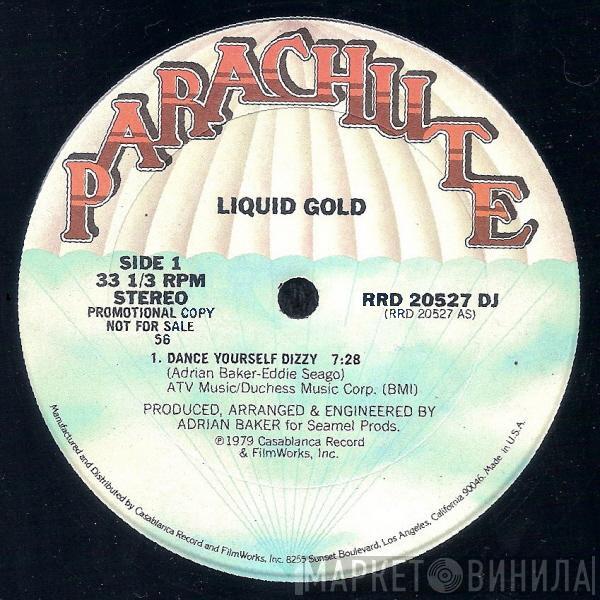 PARACHUTE
LIQUID GOLD
SIDE 1
33 1/3 RPM
STEREO
PROMOTIONAL COPY
NOT FOR SALE
56
RRD 20527 DJ
(RRD 20527 AS)
1. DANCE YOURSELF DIZZY 7:28
(Adrian Baker-Eddie Seago)
ATV Music/Duchess Music Corp. (BMI)
PRODUCED, ARRANGED & ENGINEERED BY
ADRIAN BAKER for Seamel Prods.
℗1979 Casablanca Record
& FilmWorks, Inc.
Manufactured and Distributed by Casablanca Record and FilmWorks, Inc. 8255 Sunset Boulevard, Los Angeles, California 90046. Made in U.S.A.
МАРКЕТ ВИНИЛА